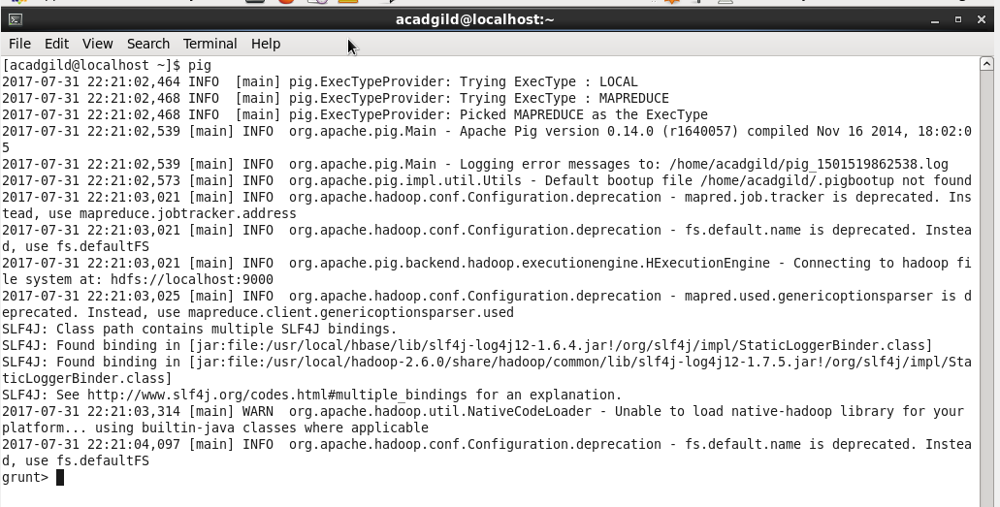 acadgild@localhost:~
File Edit View Search Terminal Help
[acadgild@localhost ~]$ pig
2017-07-31 22:21:02,464 INFO  [main] pig.ExecTypeProvider: Trying ExecType : LOCAL
2017-07-31 22:21:02,468 INFO  [main] pig.ExecTypeProvider: Trying ExecType : MAPREDUCE
2017-07-31 22:21:02,468 INFO  [main] pig.ExecTypeProvider: Picked MAPREDUCE as the ExecType
2017-07-31 22:21:02,539 [main] INFO  org.apache.pig.Main - Apache Pig version 0.14.0 (r1640057) compiled Nov 16 2014, 18:02:0
5
2017-07-31 22:21:02,539 [main] INFO  org.apache.pig.Main - Logging error messages to: /home/acadgild/pig_1501519862538.log
2017-07-31 22:21:02,573 [main] INFO  org.apache.pig.impl.util.Utils - Default bootup file /home/acadgild/.pigbootup not found
2017-07-31 22:21:03,021 [main] INFO  org.apache.hadoop.conf.Configuration.deprecation - mapred.job.tracker is deprecated. Ins
tead, use mapreduce.jobtracker.address
2017-07-31 22:21:03,021 [main] INFO  org.apache.hadoop.conf.Configuration.deprecation - fs.default.name is deprecated. Instea
d, use fs.defaultFS
2017-07-31 22:21:03,021 [main] INFO  org.apache.pig.backend.hadoop.executionengine.HExecutionEngine - Connecting to hadoop fi
le system at: hdfs://localhost:9000
2017-07-31 22:21:03,025 [main] INFO  org.apache.hadoop.conf.Configuration.deprecation - mapred.used.genericoptionsparser is d
eprecated. Instead, use mapreduce.client.genericoptionsparser.used
SLF4J: Class path contains multiple SLF4J bindings.
SLF4J: Found binding in [jar:file:/usr/local/hbase/lib/slf4j-log4j12-1.6.4.jar!/org/slf4j/impl/StaticLoggerBinder.class]
SLF4J: Found binding in [jar:file:/usr/local/hadoop-2.6.0/share/hadoop/common/lib/slf4j-log4j12-1.7.5.jar!/org/slf4j/impl/Sta
ticLoggerBinder.class]
SLF4J: See http://www.slf4j.org/codes.html#multiple_bindings for an explanation.
2017-07-31 22:21:03,314 [main] WARN  org.apache.hadoop.util.NativeCodeLoader - Unable to load native-hadoop library for your
platform... using builtin-java classes where applicable
2017-07-31 22:21:04,097 [main] INFO  org.apache.hadoop.conf.Configuration.deprecation - fs.default.name is deprecated. Instea
d, use fs.defaultFS
grunt>